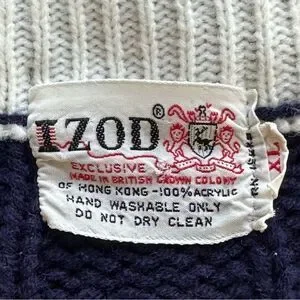 IZOD®
EXCLUSIVE
MADE IN BRITISH CROWN COLONY
OF HONG KONG -100% ACRYLIC
HAND WASHABLE ONLY
DO NOT DRY CLEAN
XL